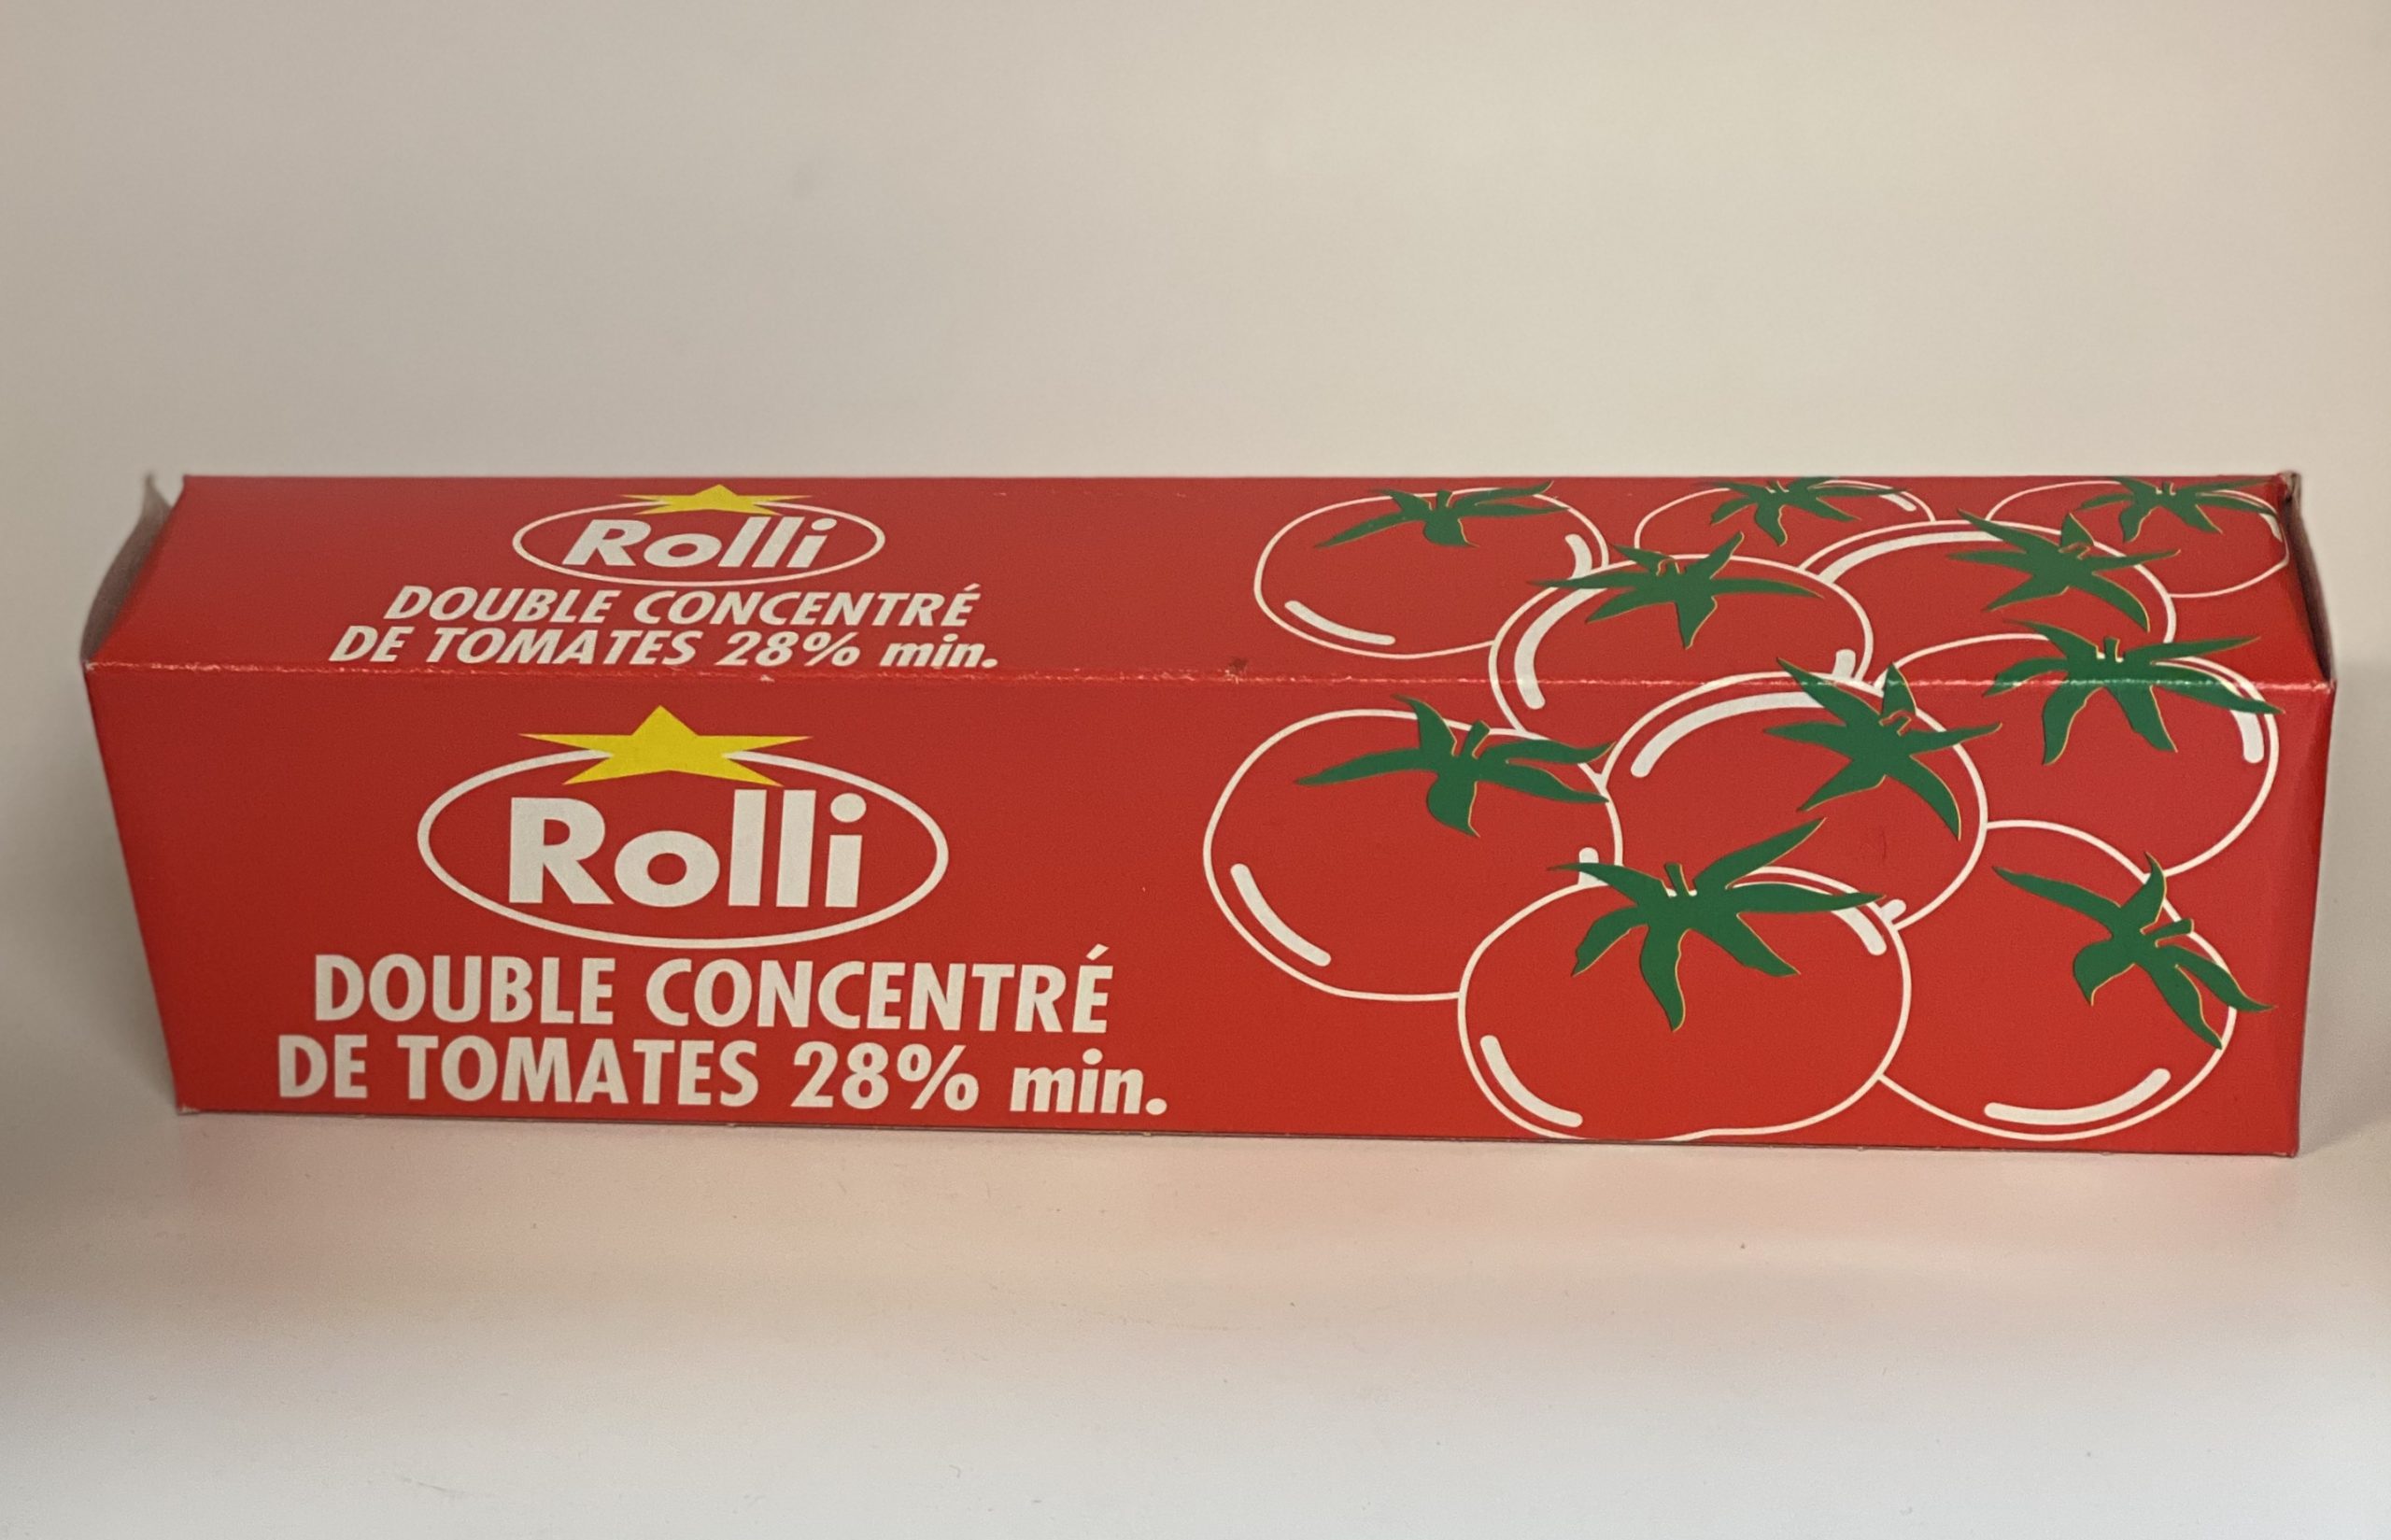 Rolli
DOUBLE CONCENTRÉ
DE TOMATES 28% min.
Rolli
DOUBLE CONCENTRÉ
DE TOMATES 28% min.